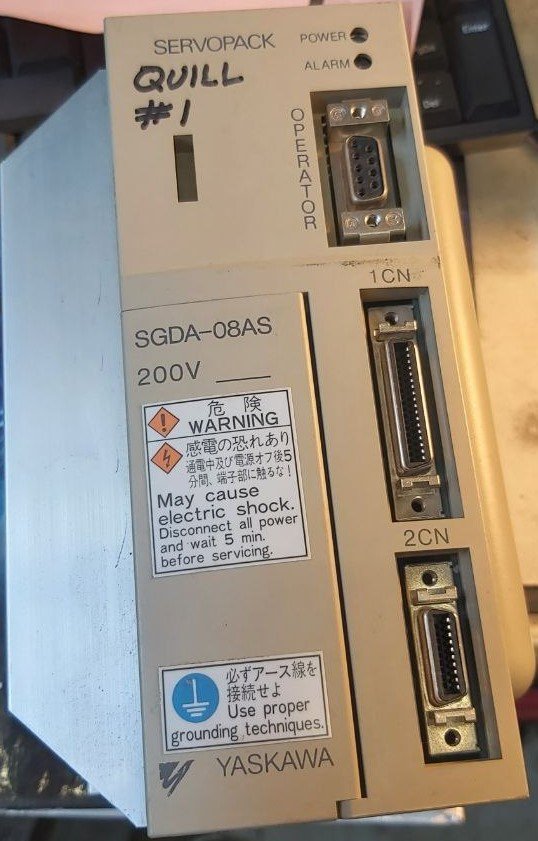 SERVOPACK
POWER
ALARM
QUILL
#1
OPERATOR
1CN
SGDA-08AS
200V
危険
WARNING
感電の恐れあり
通電中及び電源オフ後5
分間、端子部に触るな!
May cause
electric shock.
Disconnect all power
and wait 5 min.
before servicing.
2CN
必ずアース線を
接続せよ
Use proper
grounding techniques.
YASKAWA
Enter